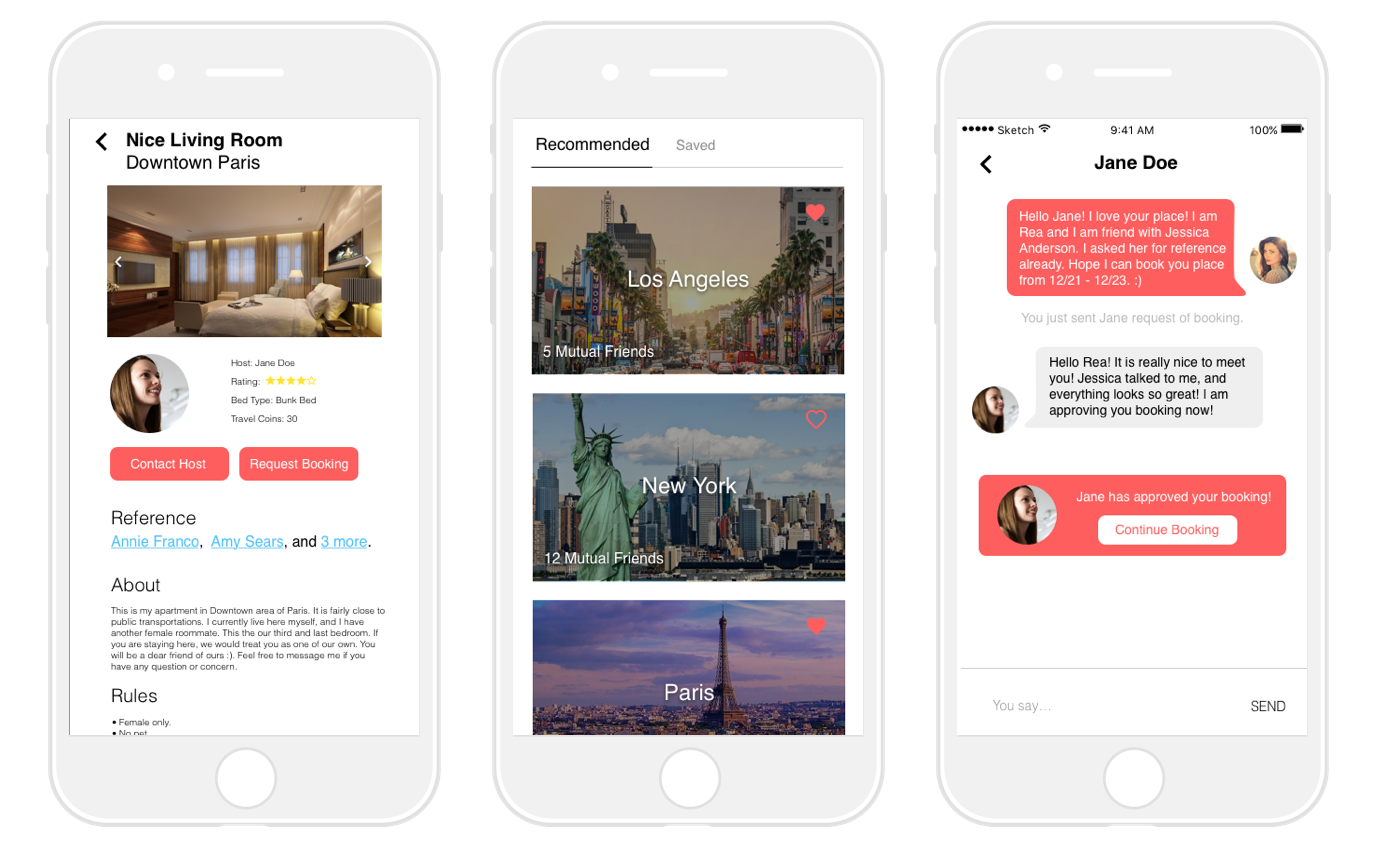 Nice Living Room
Downtown Paris
Host: Jane Doe
Rating:
Bed Type: Bunk Bed
Travel Coins: 30
Contact Host
Request Booking
Reference
Annie Franco, Amy Sears, and 3 more.
About
This is my apartment in Downtown area of Paris. It is fairly close to
public transportations. I currently live here myself, and I have
another female roommate. This the our third and last bedroom. If
you are staying here, we would treat you as one of our own. You
will be a dear friend of ours :). Feel free to message me if you
have any question or concern.
Rules
• Female only.
• No pet
Recommended
Saved
Los Angeles
5 Mutual Friends
New York
12 Mutual Friends
Paris
Sketch
9:41 AM
100%
Jane Doe
Hello Jane! I love your place! I am
Rea and I am friend with Jessica
Anderson. I asked her for reference
already. Hope I can book you place
from 12/21 - 12/23. :)
You just sent Jane request of booking.
Hello Rea! It is really nice to meet
you! Jessica talked to me, and
everything looks so great! I am
approving you booking now!
Jane has approved your booking!
Continue Booking
You say...
SEND